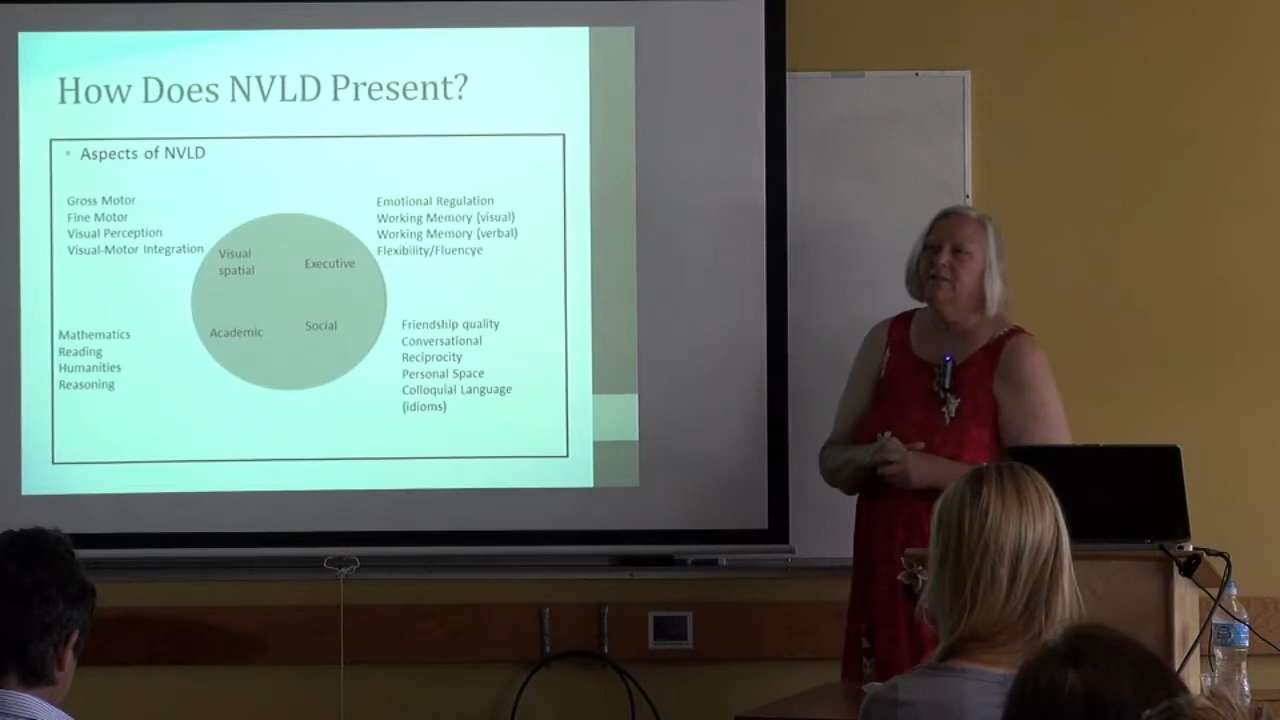 How Does NVLD Present?
• Aspects of NVLD
Gross Motor
Fine Motor
Visual Perception
Visual-Motor Integration
Emotional Regulation
Working Memory (visual)
Working Memory (verbal)
Flexibility/Fluencye
Visual
spatial
Executive
Academic
Social
Mathematics
Reading
Humanities
Reasoning
Friendship quality
Conversational
Reciprocity
Personal Space
Colloquial Language
(idioms)